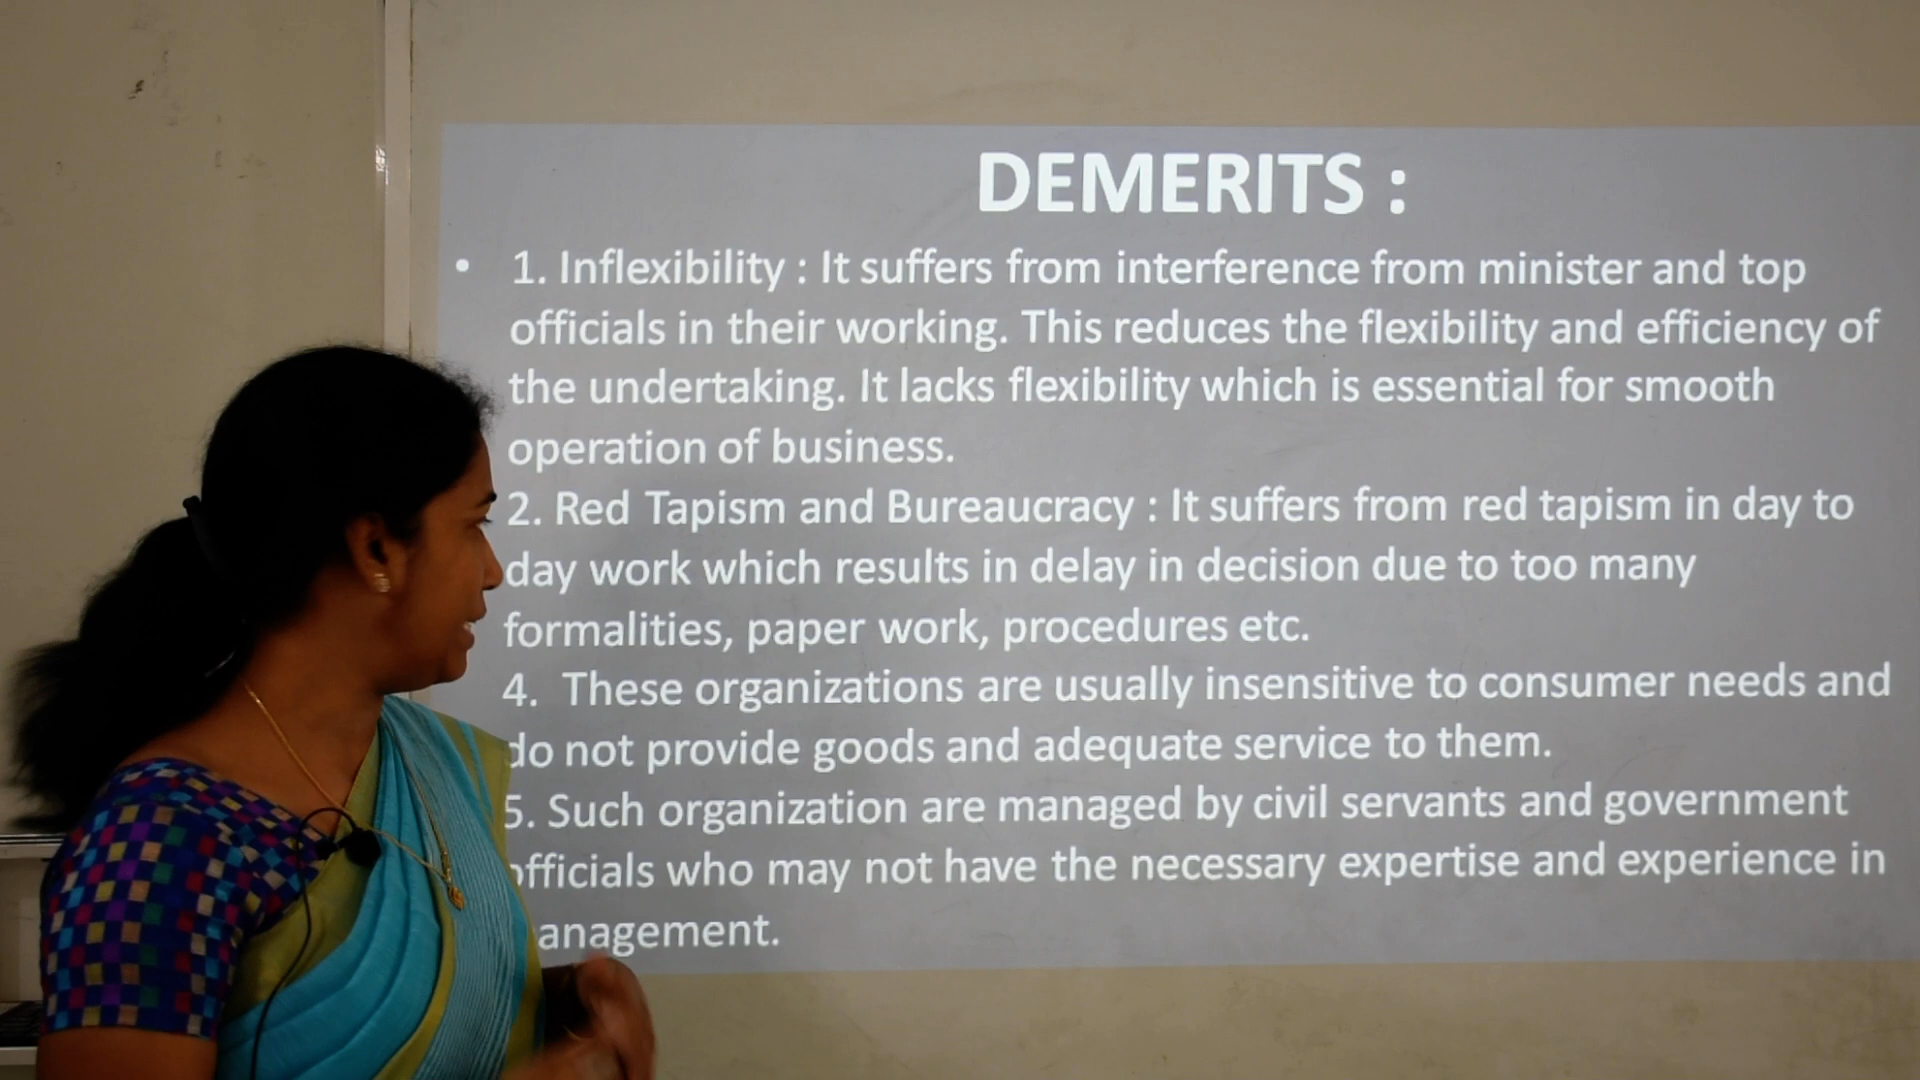 DEMERITS :
• 1. Inflexibility : It suffers from interference from minister and top
officials in their working. This reduces the flexibility and efficiency of
the undertaking. It lacks flexibility which is essential for smooth
operation of business.
2. Red Tapism and Bureaucracy : It suffers from red tapism in day to
day work which results in delay in decision due to too many
formalities, paper work, procedures etc.
4. These organizations are usually insensitive to consumer needs and
do not provide goods and adequate service to them.
5. Such organization are managed by civil servants and government
officials who may not have the necessary expertise and experience in
anagement.